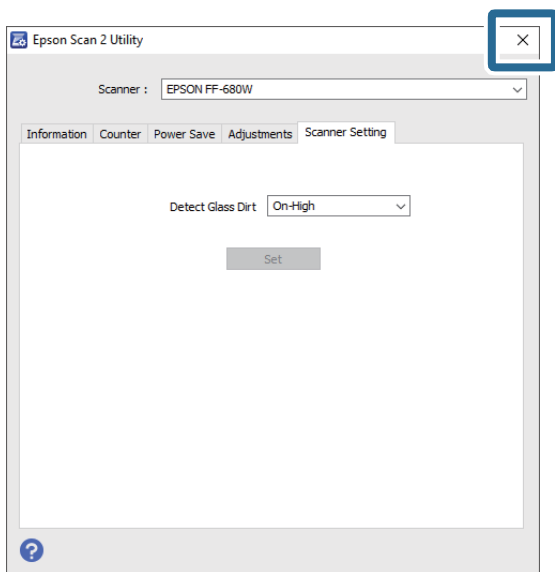 Epson Scan 2 Utility
Scanner : EPSON FF-680W
Information Counter Power Save Adjustments Scanner Setting
Detect Glass Dirt On-High
Set
?